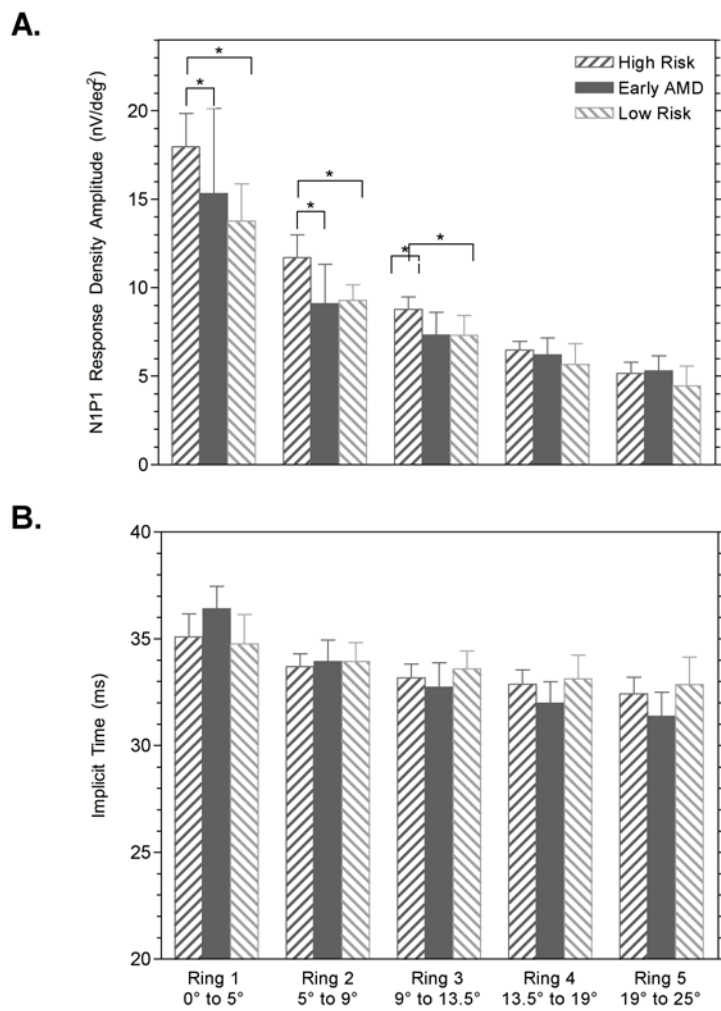 A.
N1P1 Response Density Amplitude (nV/deg²)
20
15
10
5
0
High Risk
Early AMD
Low Risk
*
*
*
*
*
*
B.
Implicit Time (ms)
40
35
30
25
20
Ring 1
0° to 5°
Ring 2
5° to 9°
Ring 3
9° to 13.5°
Ring 4
13.5° to 19°
Ring 5
19° to 25°